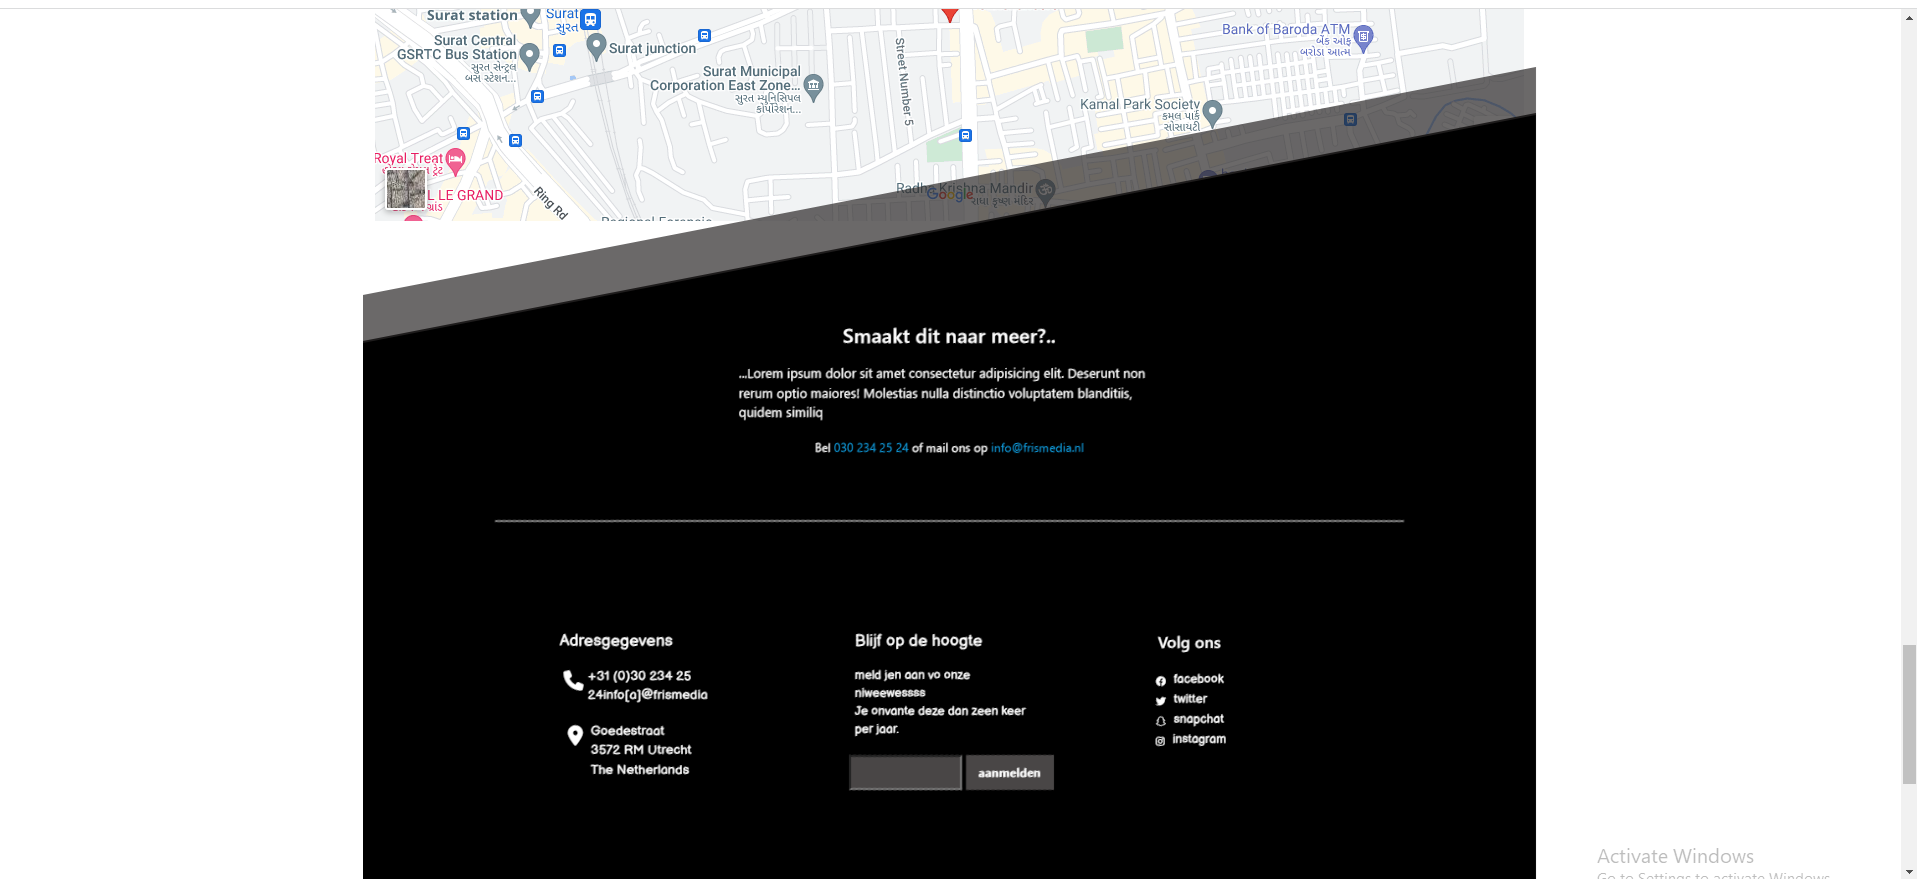 Surat station
Surat
સુરત
Surat Central
GSRTC Bus Station
સુરત સેન્ટ્રલ
બસ સ્ટેશન...
Surat junction
Surat Municipal
Corporation East Zone...
સુરત મ્યુનિસિપલ
કોર્પોરેશન...
Street Number 5
Bank of Baroda ATM
બેંક ઓફ
બરોડા આત્મ
Kamal Park Society
કમલ પાર્ક
સોસાયટી
Royal Treat
L LE GRAND
Ring Rd
Radha Krishna Mandir
રાધા કૃષ્ણ મંદિર
Google
Regional Forensic
Smaakt dit naar meer?..
...Lorem ipsum dolor sit amet consectetur adipisicing elit. Deserunt non
rerum optio maiores! Molestias nulla distinctio voluptatem blanditiis,
quidem similiq
Bel 030 234 25 24 of mail ons op info@frismedia.nl
Adresgegevens
+31 (0)30 234 25
24info[a]@frismedia
Goedestraat
3572 RM Utrecht
The Netherlands
Blijf op de hoogte
meld jen aan vo onze
niweewessss
Je onvante deze dan zeen keer
per jaar.
aanmelden
Volg ons
facebook
twitter
snapchat
instagram
Activate Windows
Go to Settings to activate Windows.